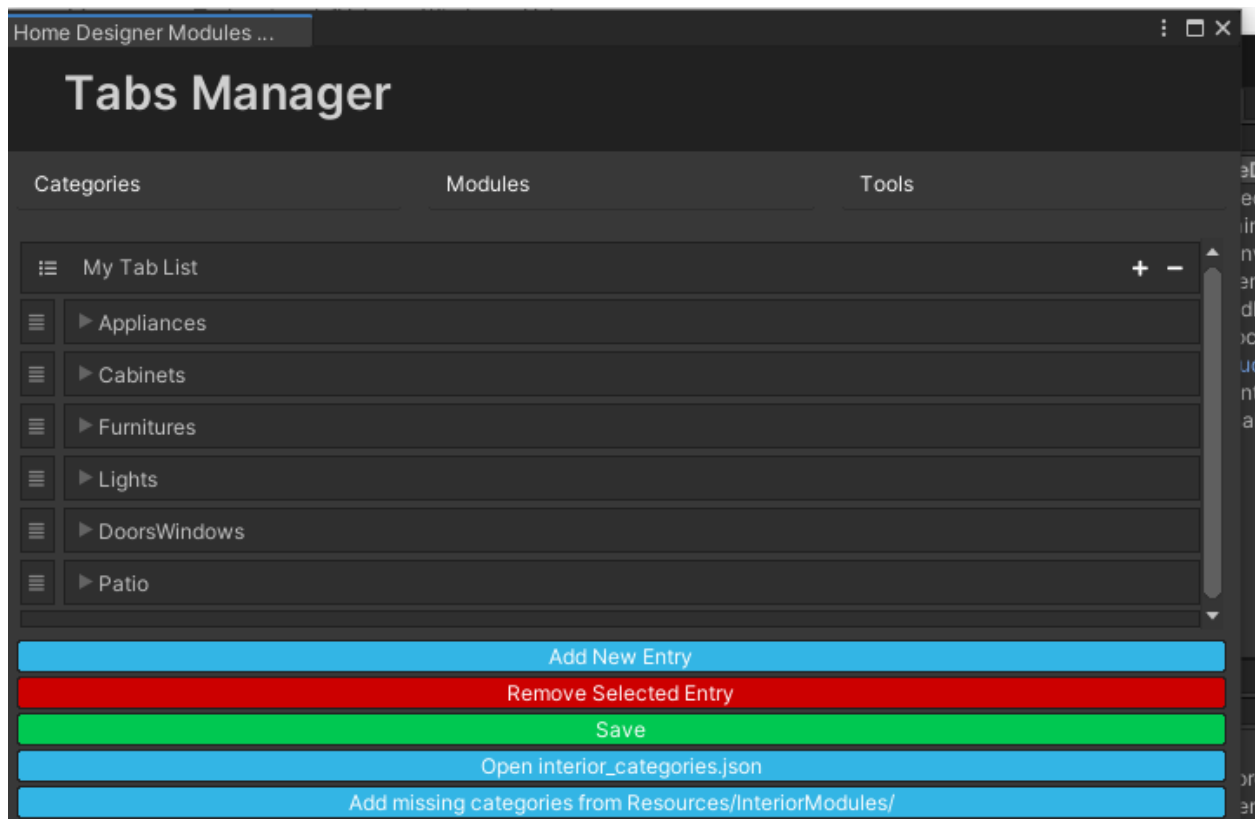 Home Designer Modules ...
Tabs Manager
Categories Modules Tools
My Tab List
Appliances
Cabinets
Furnitures
Lights
DoorsWindows
Patio
Add New Entry
Remove Selected Entry
Save
Open interior_categories.json
Add missing categories from Resources/InteriorModules/